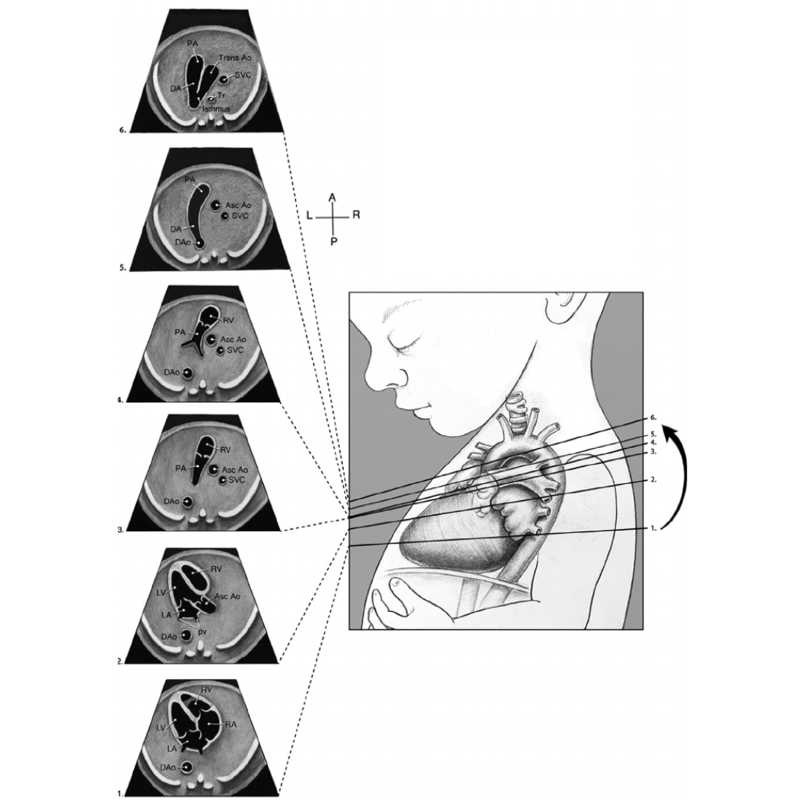 PA
Trans Ao
SVC
DA
Tr
Isthmus
6.
PA
Asc Ao
SVC
DA
DAo
5.
A
L R
P
RV
PA
Asc Ao
SVC
DAo
4.
RV
PA
Asc Ao
SVC
DAo
3.
RV
LV
Asc Ao
LA
pv
DAo
2.
RV
LV
RA
LA
DAo
1.
6.
5.
4.
3.
2.
1.